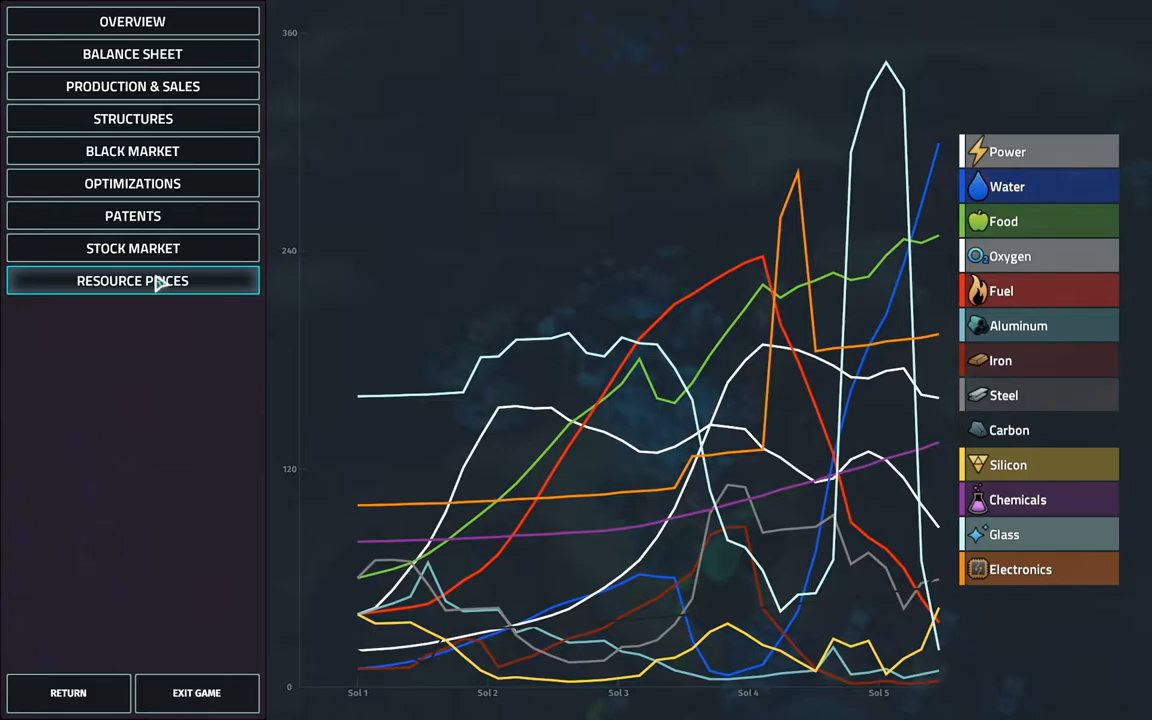 OVERVIEW
BALANCE SHEET
PRODUCTION & SALES
STRUCTURES
BLACK MARKET
OPTIMIZATIONS
PATENTS
STOCK MARKET
RESOURCE PRICES
RETURN
EXIT GAME
360
240
120
0
Sol 1
Sol 2
Sol 3
Sol 4
Sol 5
Power
Water
Food
O₂ Oxygen
Fuel
Aluminum
Iron
Steel
Carbon
Silicon
Chemicals
Glass
Electronics